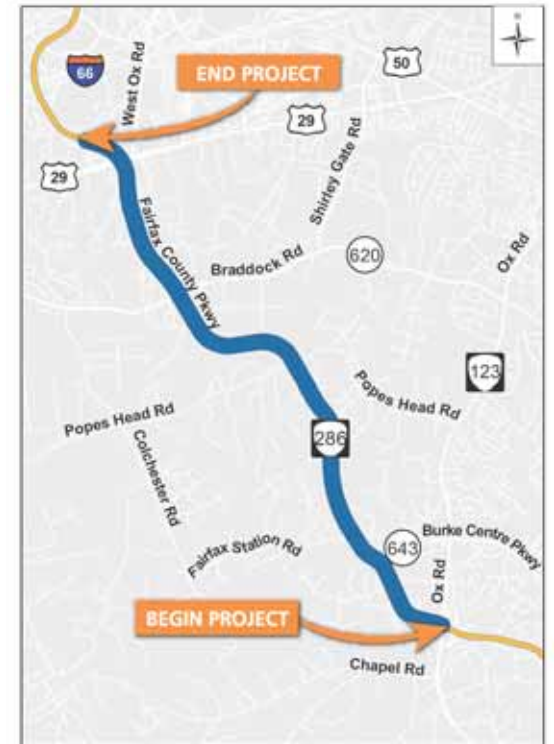 N
66
West Ox Rd
END PROJECT
50
29
29
Shirley Gate Rd
Fairfax County Pkwy
Braddock Rd
620
Ox Rd
123
Popes Head Rd
Popes Head Rd
286
Colchester Rd
Fairfax Station Rd
643
Burke Centre Pkwy
Ox Rd
BEGIN PROJECT
Chapel Rd